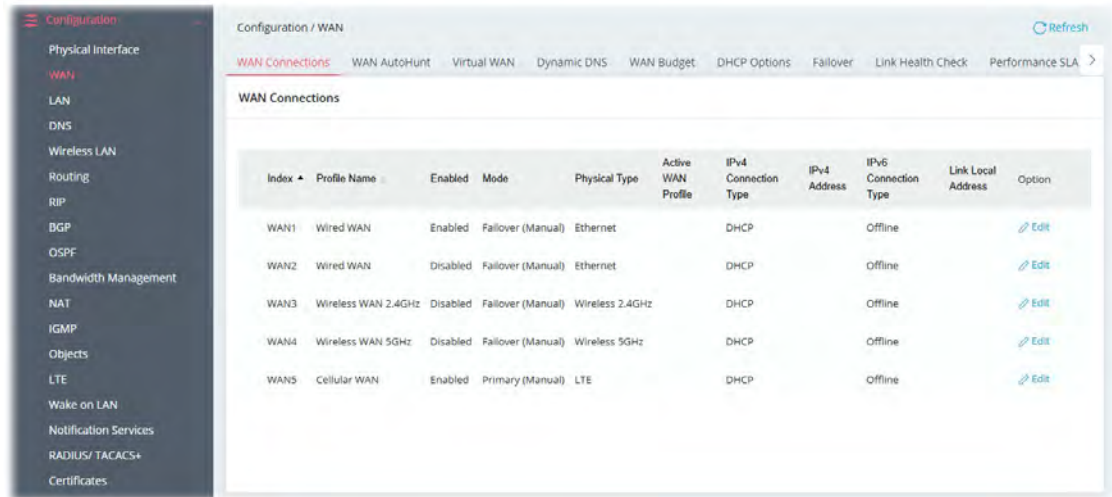 Configuration
Physical Interface
WAN
LAN
DNS
Wireless LAN
Routing
RIP
BGP
OSPF
Bandwidth Management
NAT
IGMP
Objects
LTE
Wake on LAN
Notification Services
RADIUS/ TACACS+
Certificates
Configuration / WAN
Refresh
WAN Connections WAN AutoHunt Virtual WAN Dynamic DNS WAN Budget DHCP Options Failover Link Health Check Performance SLA >
WAN Connections
Index Profile Name Enabled Mode Physical Type Active WAN Profile IPv4 Connection Type IPv4 Address IPv6 Connection Type Link Local Address Option
WAN1 Wired WAN Enabled Failover (Manual) Ethernet DHCP Offline Edit
WAN2 Wired WAN Disabled Failover (Manual) Ethernet DHCP Offline Edit
WAN3 Wireless WAN 2.4GHz Disabled Failover (Manual) Wireless 2.4GHz DHCP Offline Edit
WAN4 Wireless WAN 5GHz Disabled Failover (Manual) Wireless 5GHz DHCP Offline Edit
WAN5 Cellular WAN Enabled Primary (Manual) LTE DHCP Offline Edit